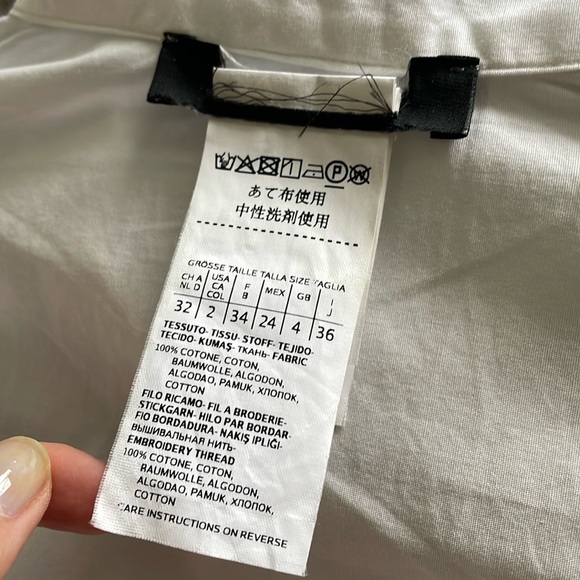 あて布使用
中性洗剤使用
GRÖSSE TAILLE TALLA SIZE TAGLIA
CH A NL D USA CA COL F B MEX GB I J
32 2 34 24 4 36
TESSUTO- TISSU- STOFF- TEJIDO-
TECIDO- KUMAŞ- ТКАНЬ- FABRIC
100% COTONE, COTON,
BAUMWOLLE, ALGODON,
ALGODAO, PAMUK, ХЛОПОК,
COTTON
FILO RICAMO- FIL A BRODERIE-
STICKGARN- HILO PAR BORDAR-
FIO BORDADURA- NAKIŞ IPLIĞI-
ВЫШИВАЛЬНАЯ НИТЬ-
EMBROIDERY THREAD
100% COTONE, COTON,
BAUMWOLLE, ALGODON,
ALGODAO, PAMUK, ХЛОПОК,
COTTON
CARE INSTRUCTIONS ON REVERSE